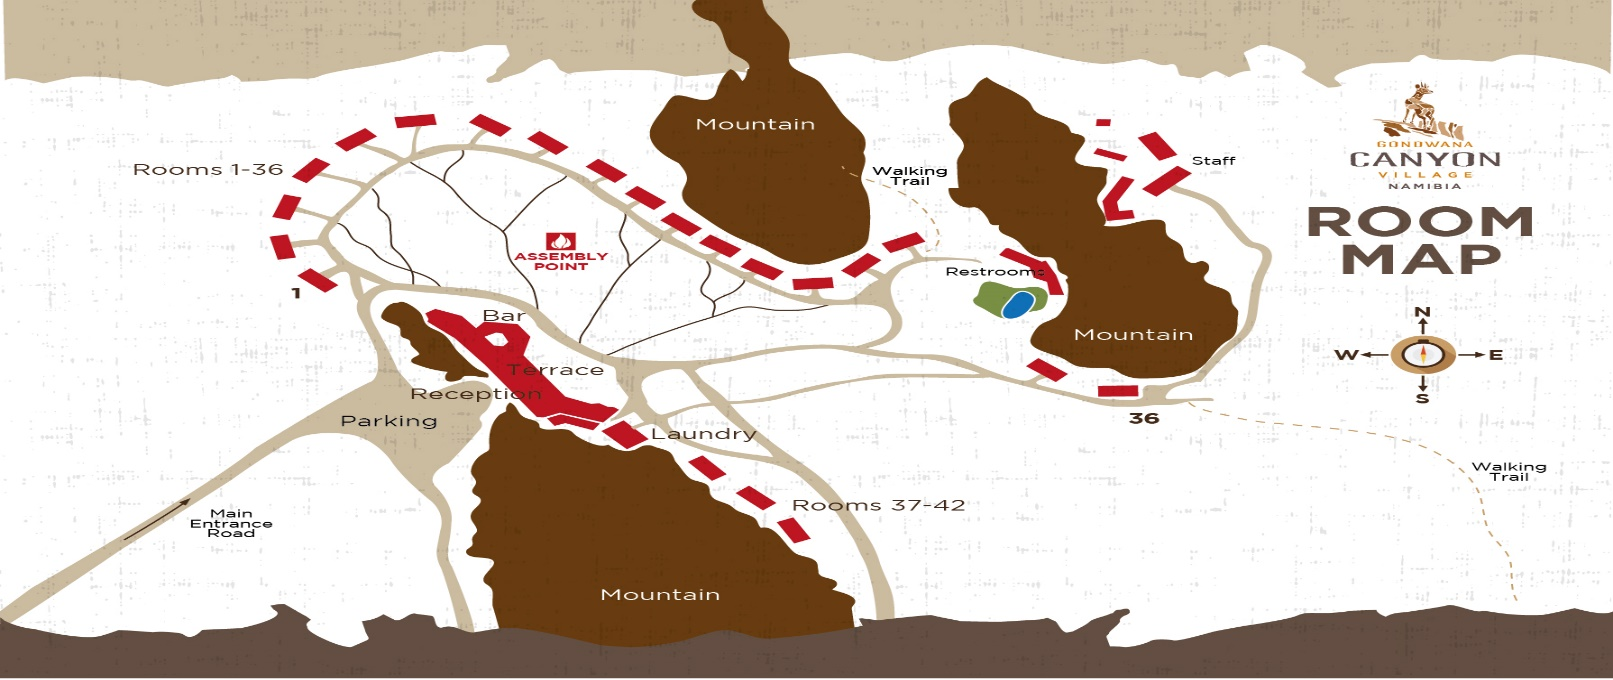 Mountain
Walking
Trail
Staff
Rooms 1-36
GONDWANA
CANYON
VILLAGE
NAMIBIA
ROOM
MAP
ASSEMBLY
POINT
Restrooms
1
Bar
Mountain
N
W
E
S
Terrace
Reception
Parking
36
Laundry
Walking
Trail
Rooms 37-42
Main
Entrance
Road
Mountain